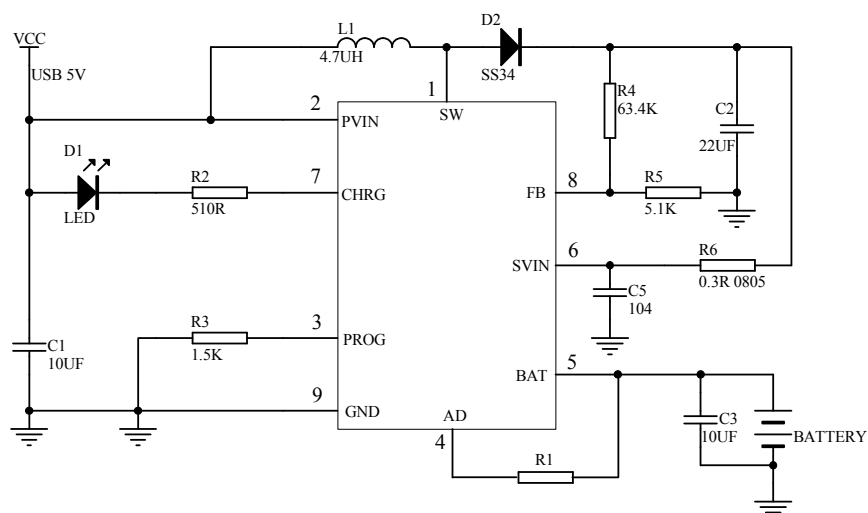 VCC
USB 5V
L1
4.7UH
D2
SS34
1
SW
R4
63.4K
C2
22UF
2
PVIN
D1
LED
R2
510R
7
CHRG
8
FB
R5
5.1K
6
SVIN
R6
0.3R 0805
C5
104
R3
1.5K
3
PROG
C1
10UF
5
BAT
9
GND
AD
4
R1
C3
10UF
BATTERY